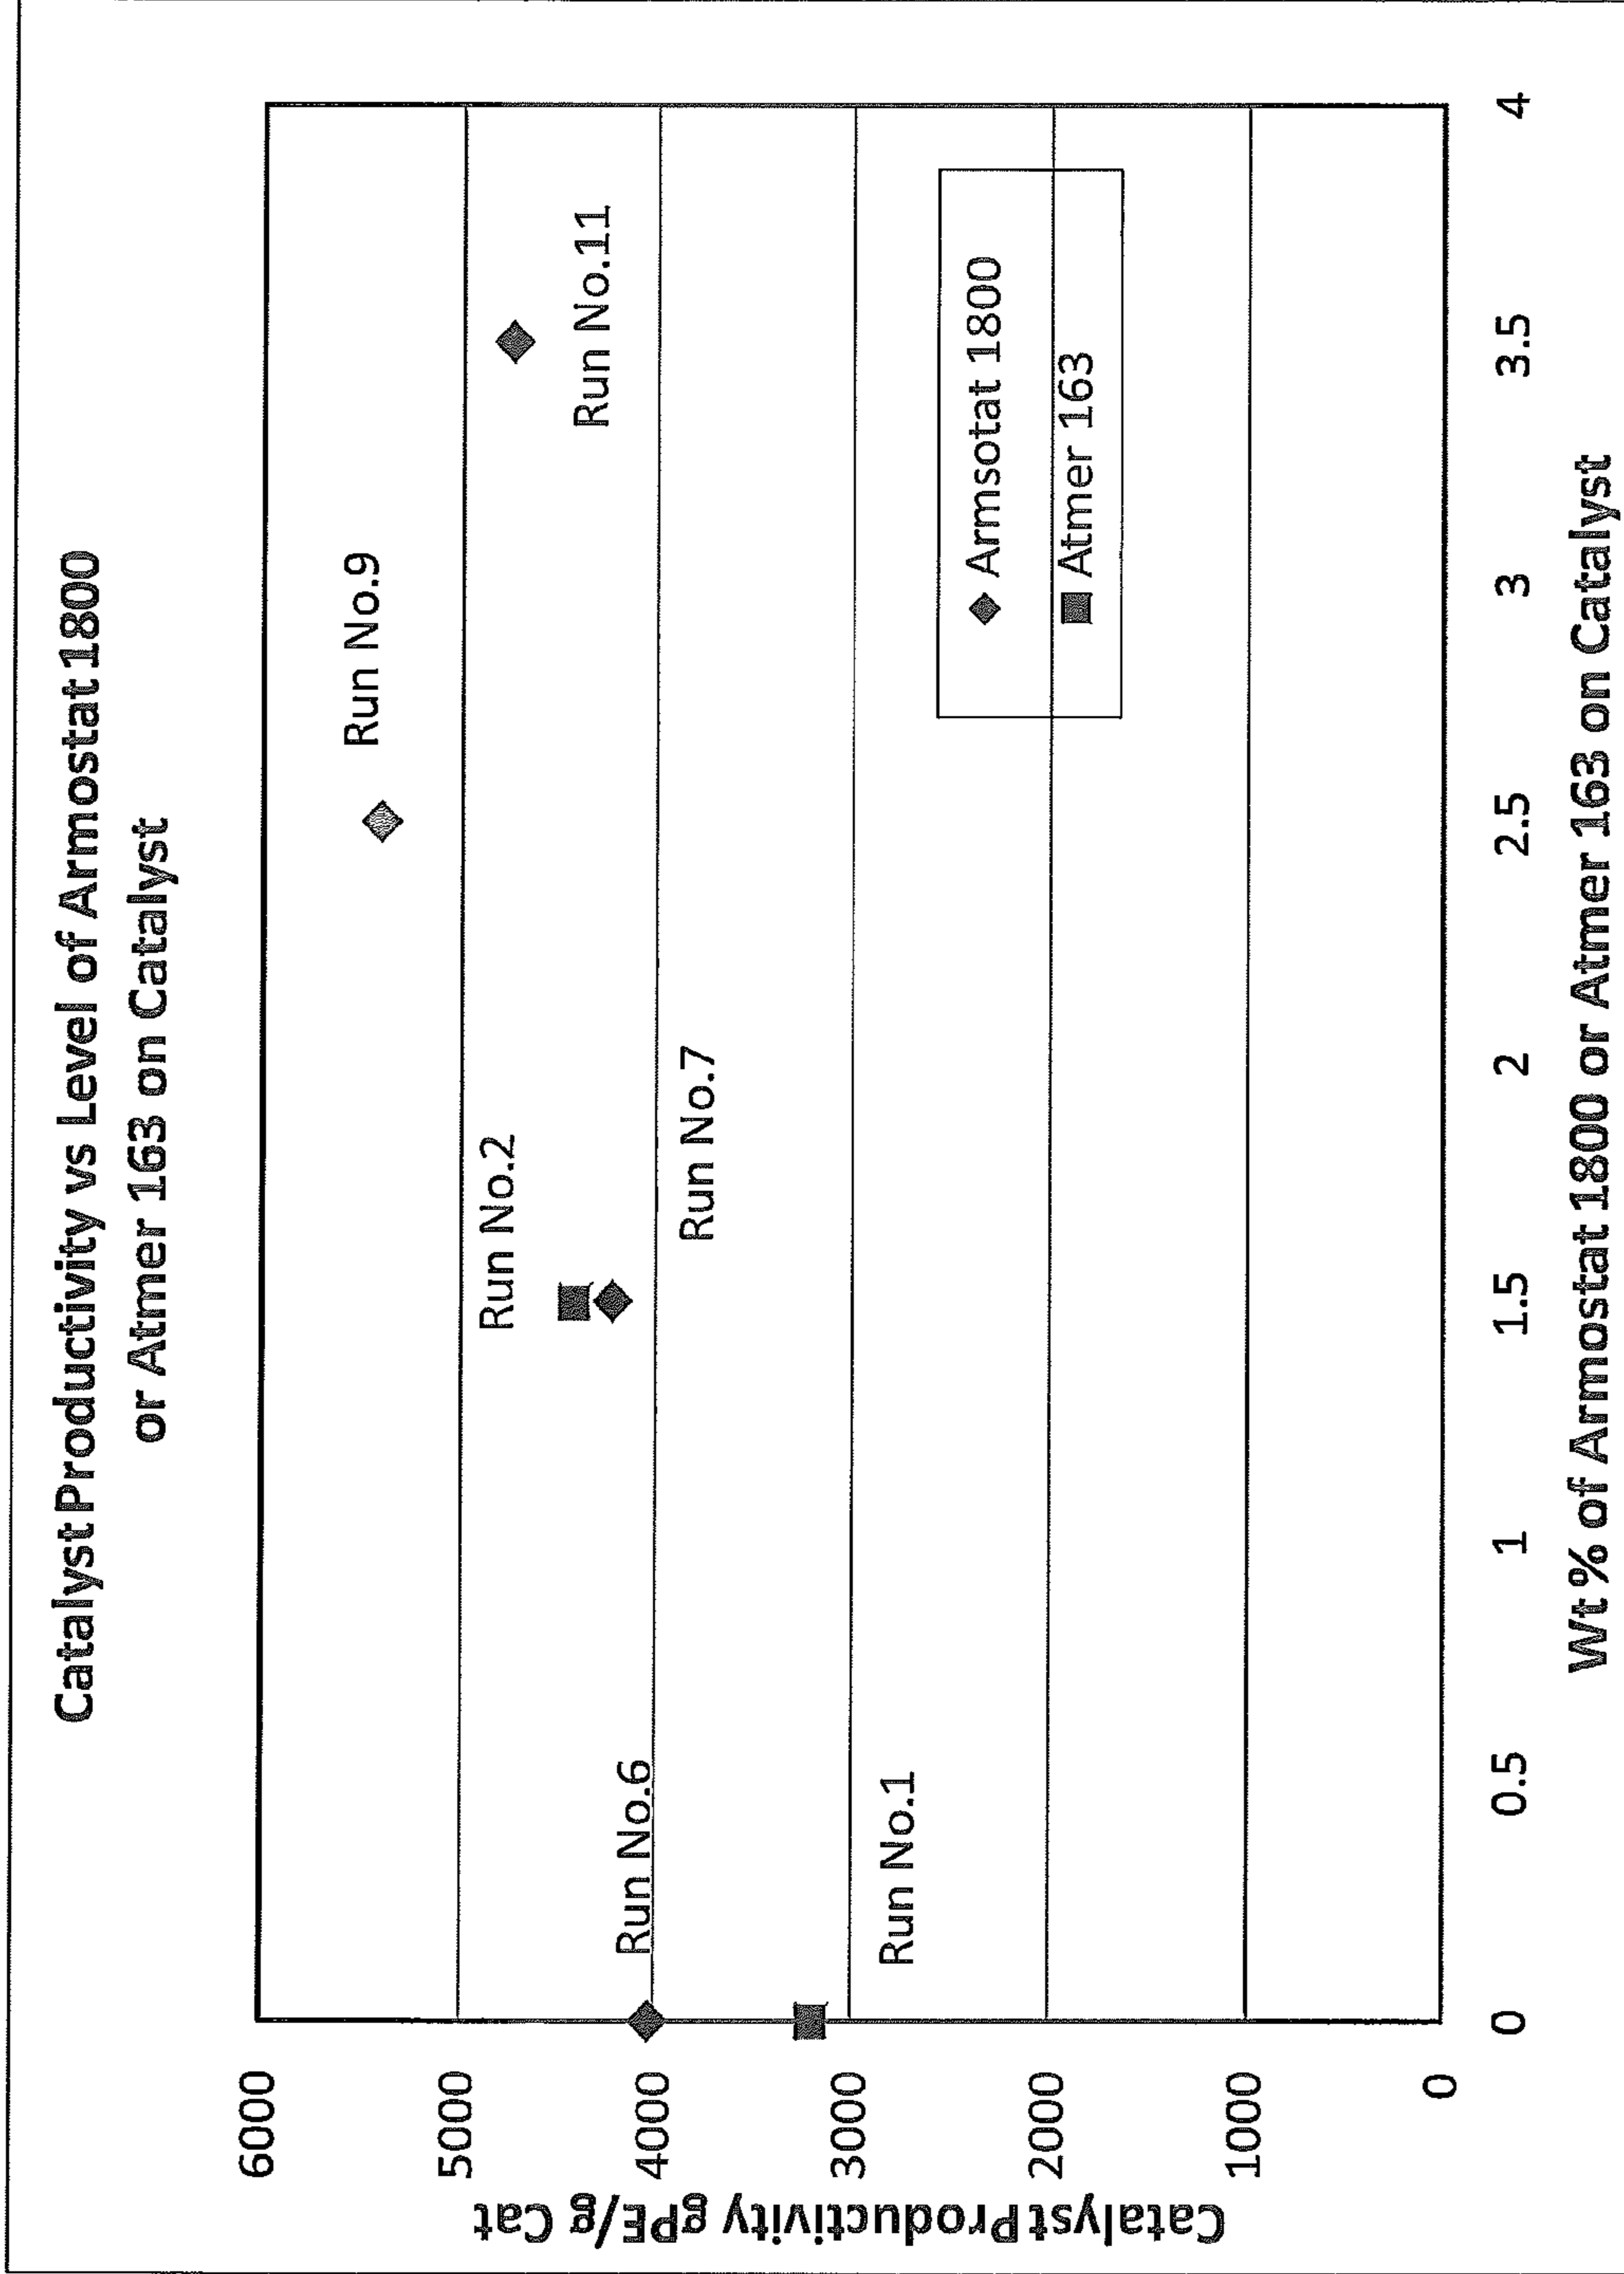 Catalyst Productivity vs Level of Armostat 1800
or Atmer 163 on Catalyst
Catalyst Productivity gPE/g Cat
6000
5000
4000
3000
2000
1000
0
Run No.9
Run No.2
Run No.11
Run No.6
Run No.7
Run No.1
Armsotat 1800
Atmer 163
0 0.5 1 1.5 2 2.5 3 3.5 4
Wt % of Armostat 1800 or Atmer 163 on Catalyst